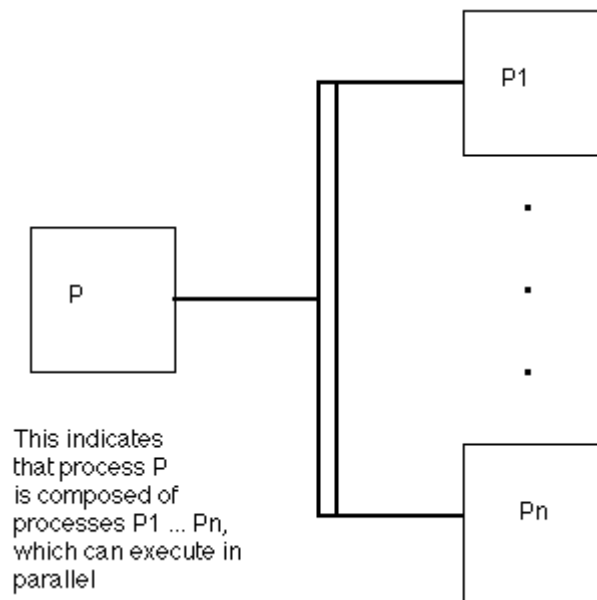 P1
P
This indicates
that process P
is composed of
processes P1 ... Pn,
which can execute in
parallel
Pn